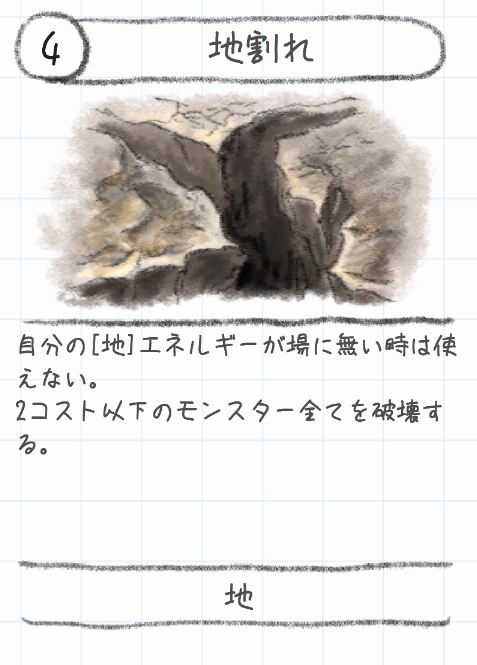 4
地割れ
自分の[地]エネルギーが場に無い時は使
えない。
2コスト以下のモンスター全てを破壊す
る。
地